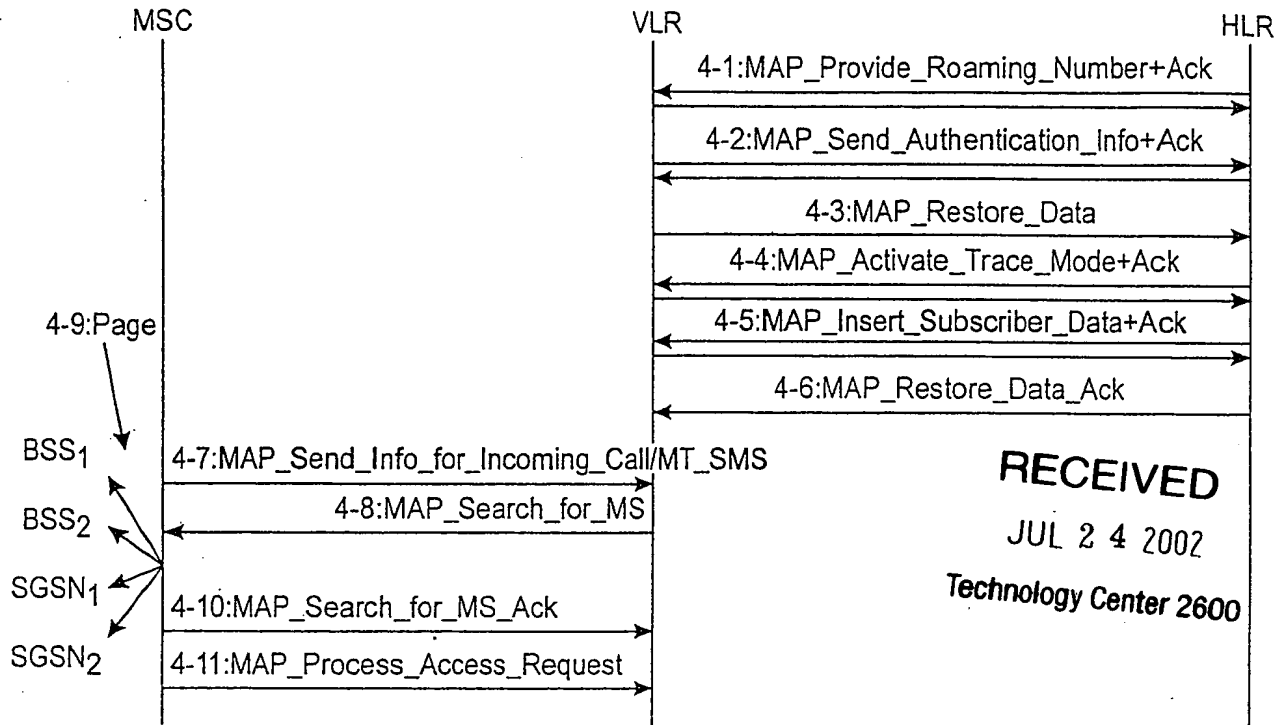 MSC VLR HLR
4-1:MAP_Provide_Roaming_Number+Ack
4-2:MAP_Send_Authentication_Info+Ack
4-3:MAP_Restore_Data
4-4:MAP_Activate_Trace_Mode+Ack
4-9:Page
4-5:MAP_Insert_Subscriber_Data+Ack
4-6:MAP_Restore_Data_Ack
BSS1
4-7:MAP_Send_Info_for_Incoming_Call/MT_SMS
4-8:MAP_Search_for_MS
BSS2
SGSN1
4-10:MAP_Search_for_MS_Ack
SGSN2
4-11:MAP_Process_Access_Request
RECEIVED
JUL 24 2002
Technology Center 2600